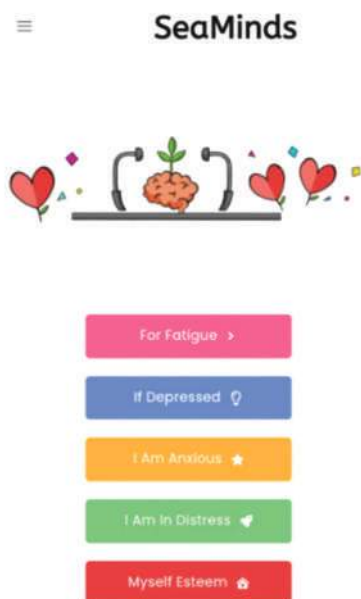 SeaMinds
For Fatigue
If Depressed
I Am Anxious
I Am In Distress
Myself Esteem